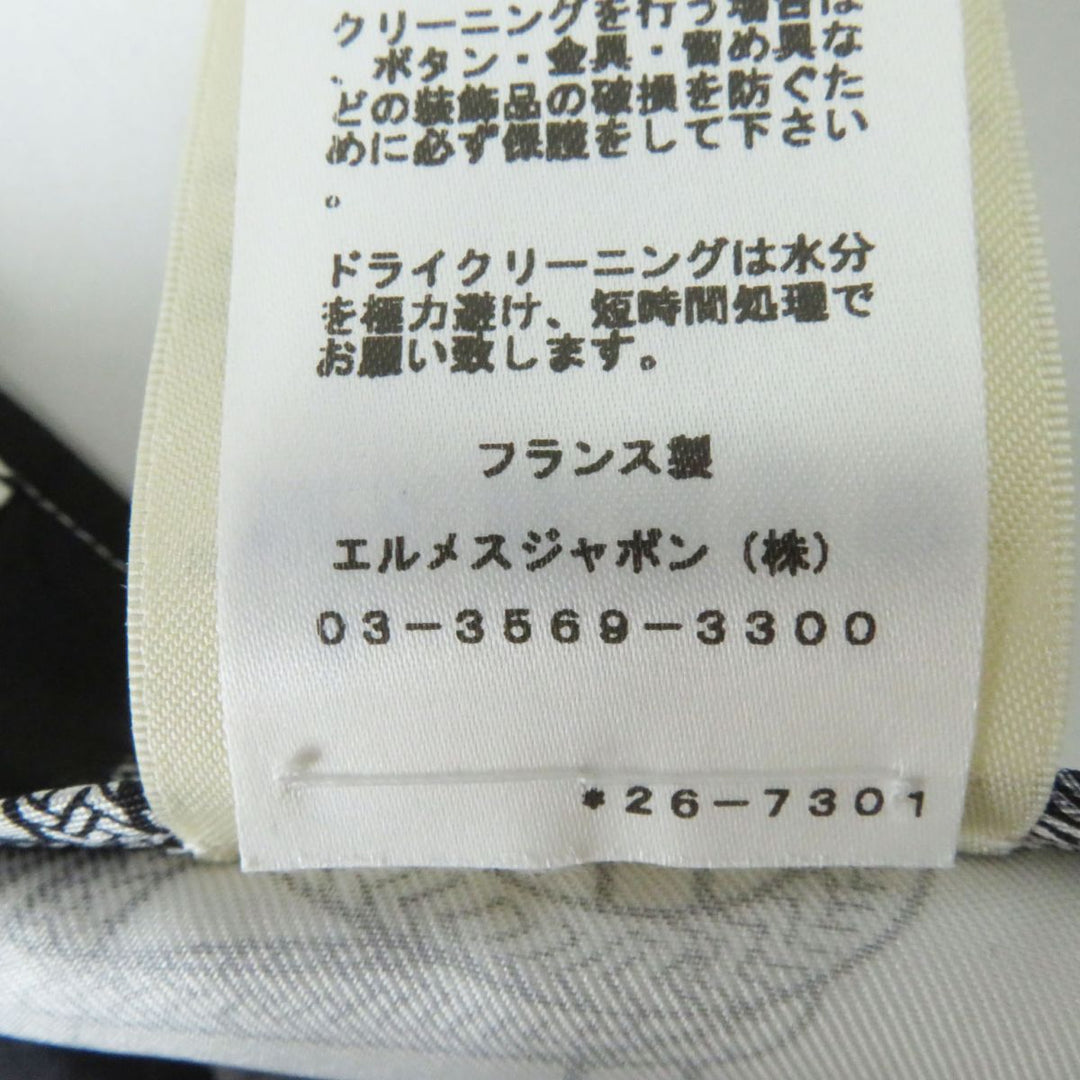 クリーニングを行う場合は
、ボタン・金具・留め具な
どの装飾品の破損を防ぐた
めに必ず保護をして下さい
。
ドライクリーニングは水分
を極力避け、短時間処理で
お願い致します。
フランス製
エルメスジャポン（株）
03-3569-3300
*26-7301